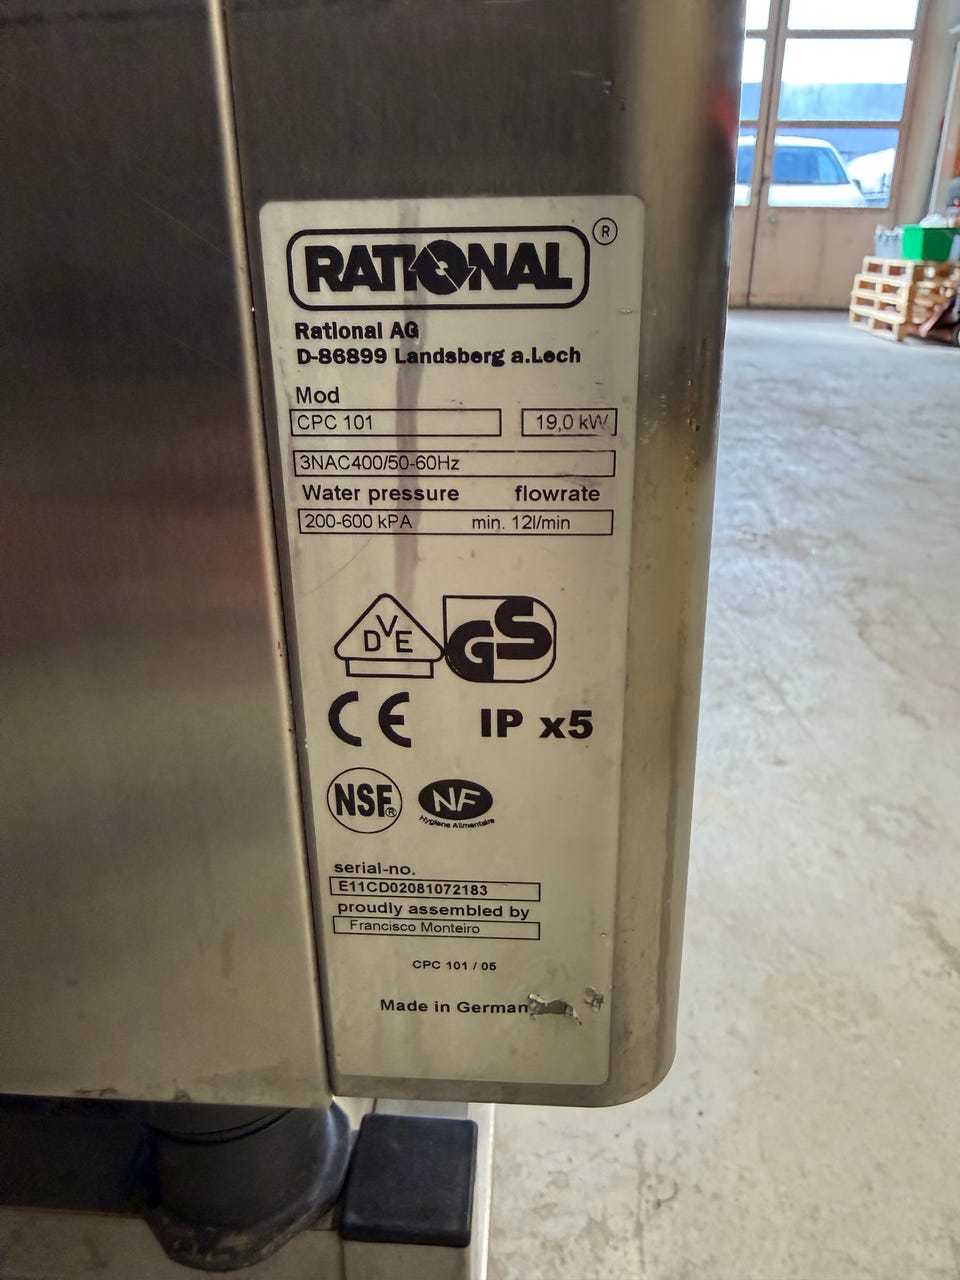 RATIONAL ®
Rational AG
D-86899 Landsberg a.Lech
Mod
CPC 101 19,0 kW
3NAC400/50-60Hz
Water pressure flowrate
200-600 kPA min. 12l/min
DVE GS
CE IP x5
NSF® NF
Hygiène Alimentaire
serial-no.
E11CD02081072183
proudly assembled by
Francisco Monteiro
CPC 101 / 05
Made in German